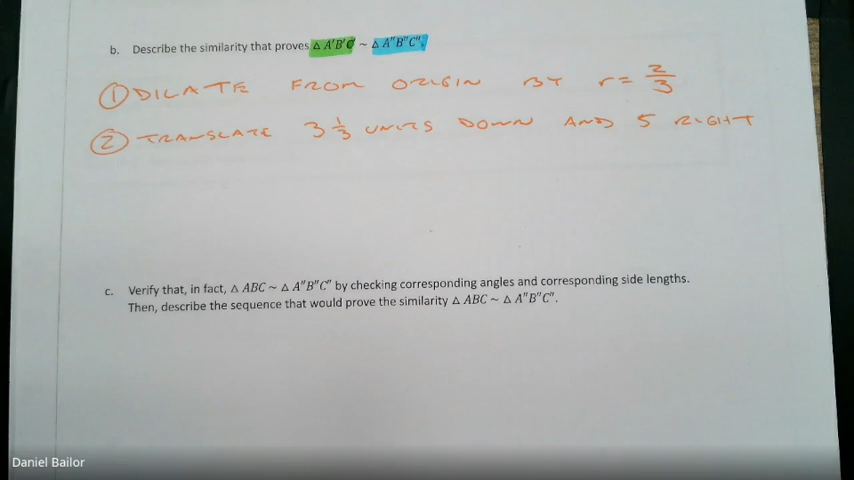 b. Describe the similarity that proves △ A'B'C' ~ △ A"B"C".
① DILATE FROM ORIGIN BY r = 2/3
② TRANSLATE 3 1/3 UNITS DOWN AND 5 RIGHT
c. Verify that, in fact, △ ABC ~ △ A"B"C" by checking corresponding angles and corresponding side lengths.
Then, describe the sequence that would prove the similarity △ ABC ~ △ A"B"C".
Daniel Bailor